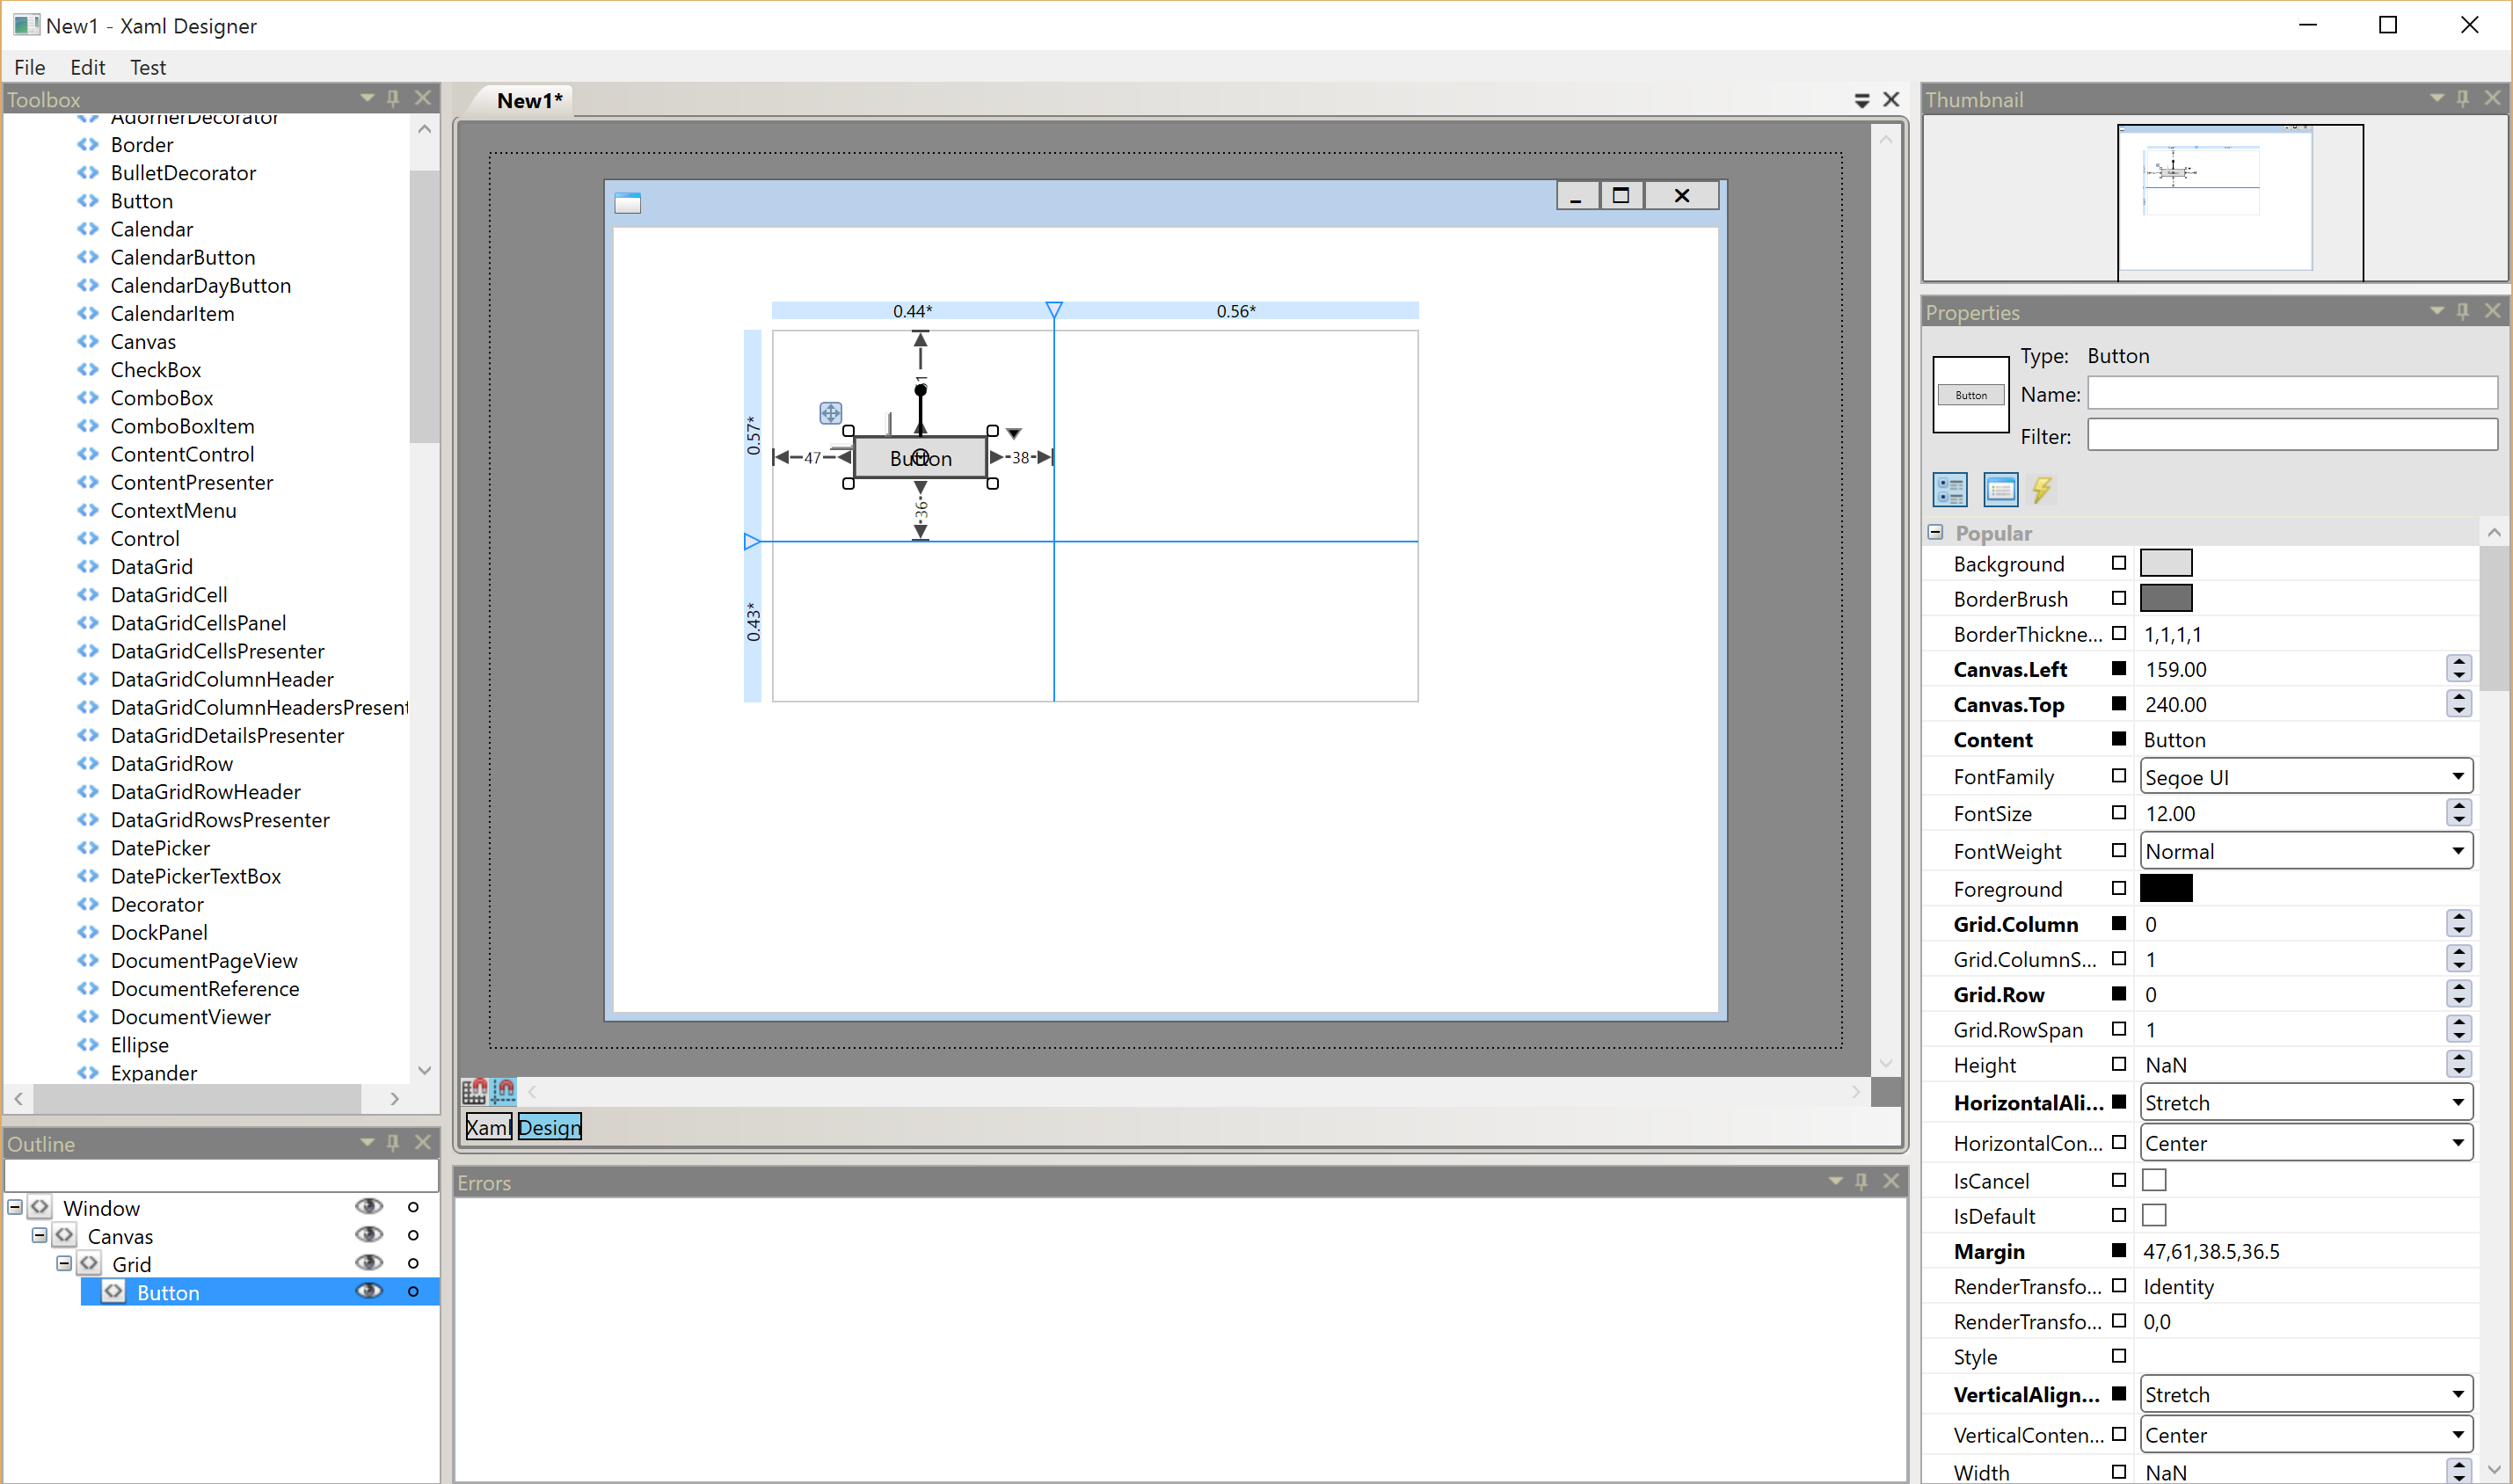 New1 - Xaml Designer
File Edit Test
Toolbox
AdornerDecorator
Border
BulletDecorator
Button
Calendar
CalendarButton
CalendarDayButton
CalendarItem
Canvas
CheckBox
ComboBox
ComboBoxItem
ContentControl
ContentPresenter
ContextMenu
Control
DataGrid
DataGridCell
DataGridCellsPanel
DataGridCellsPresenter
DataGridColumnHeader
DataGridColumnHeadersPresent
DataGridDetailsPresenter
DataGridRow
DataGridRowHeader
DataGridRowsPresenter
DatePicker
DatePickerTextBox
Decorator
DockPanel
DocumentPageView
DocumentReference
DocumentViewer
Ellipse
Expander
Outline
Window
Canvas
Grid
Button
New1*
0.44* 0.56*
0.57*
0.43*
47
Button
38
36
Xaml Design
Errors
Thumbnail
Properties
Button
Type: Button
Name:
Filter:
Popular
Background
BorderBrush
BorderThickne... 1,1,1,1
Canvas.Left 159.00
Canvas.Top 240.00
Content Button
FontFamily Segoe UI
FontSize 12.00
FontWeight Normal
Foreground
Grid.Column 0
Grid.ColumnS... 1
Grid.Row 0
Grid.RowSpan 1
Height NaN
HorizontalAli... Stretch
HorizontalCon... Center
IsCancel
IsDefault
Margin 47,61,38.5,36.5
RenderTransfo... Identity
RenderTransfo... 0,0
Style
VerticalAlign... Stretch
VerticalConten... Center
Width NaN